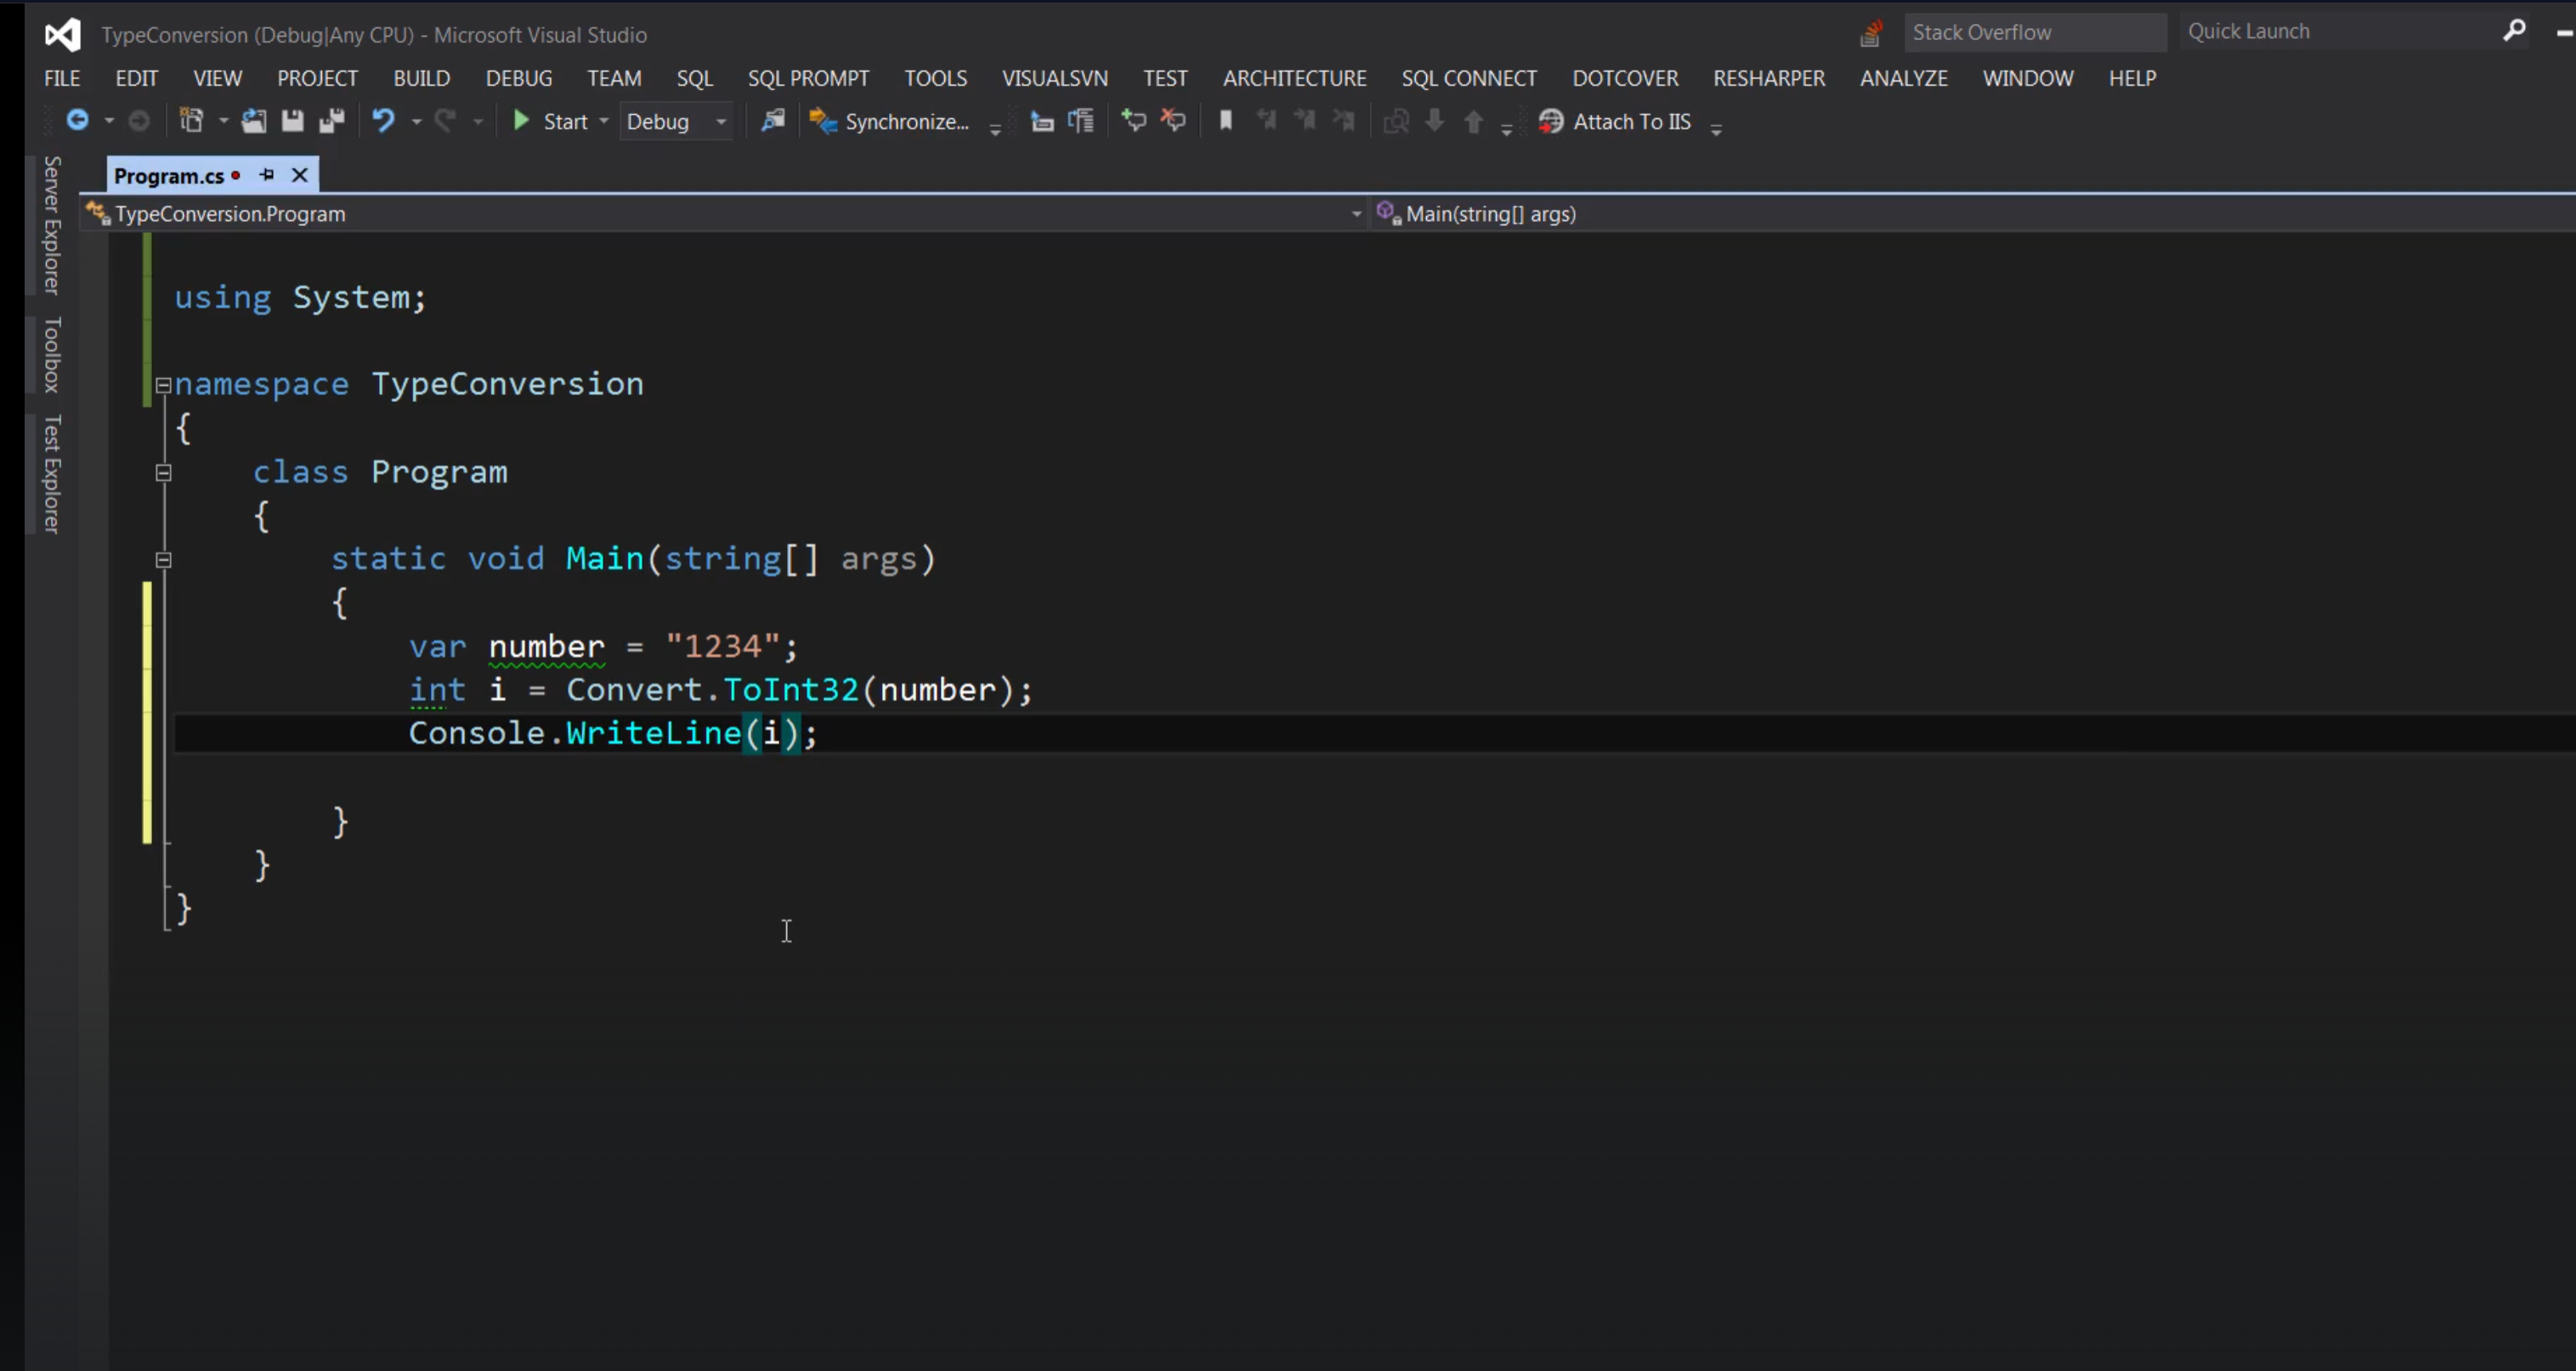 TypeConversion (Debug|Any CPU) - Microsoft Visual Studio
Stack Overflow
Quick Launch
FILE EDIT VIEW PROJECT BUILD DEBUG TEAM SQL SQL PROMPT TOOLS VISUALSVN TEST ARCHITECTURE SQL CONNECT DOTCOVER RESHARPER ANALYZE WINDOW HELP
Start Debug Synchronize... Attach To IIS
Server Explorer
Toolbox
Test Explorer
Program.cs
TypeConversion.Program
Main(string[] args)
using System;
namespace TypeConversion
{
class Program
{
static void Main(string[] args)
{
var number = "1234";
int i = Convert.ToInt32(number);
Console.WriteLine(i);
}
}
}